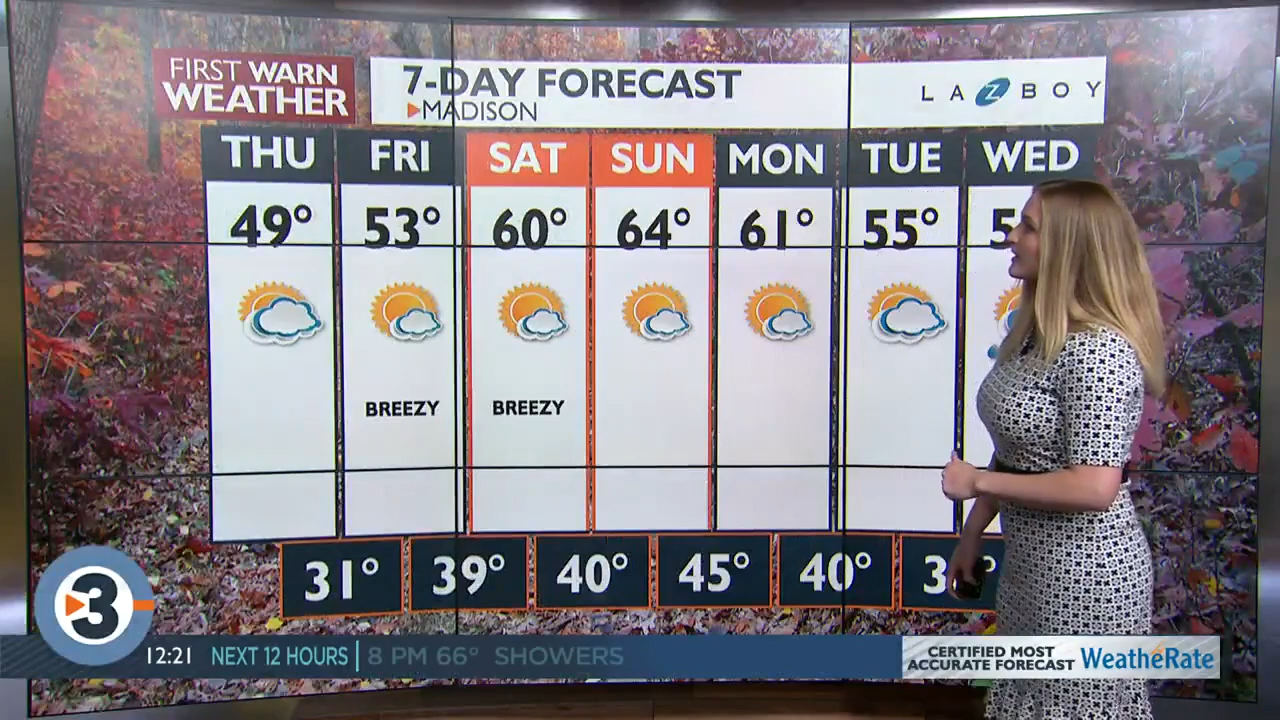 FIRST WARN
WEATHER
7-DAY FORECAST
MADISON
LA Z BOY
THU FRI SAT SUN MON TUE WED
49° 53° 60° 64° 61° 55°
BREEZY BREEZY
31° 39° 40° 45° 40°
3
12:21 NEXT 12 HOURS 8 PM 66° SHOWERS
CERTIFIED MOST
ACCURATE FORECAST WeatheRate